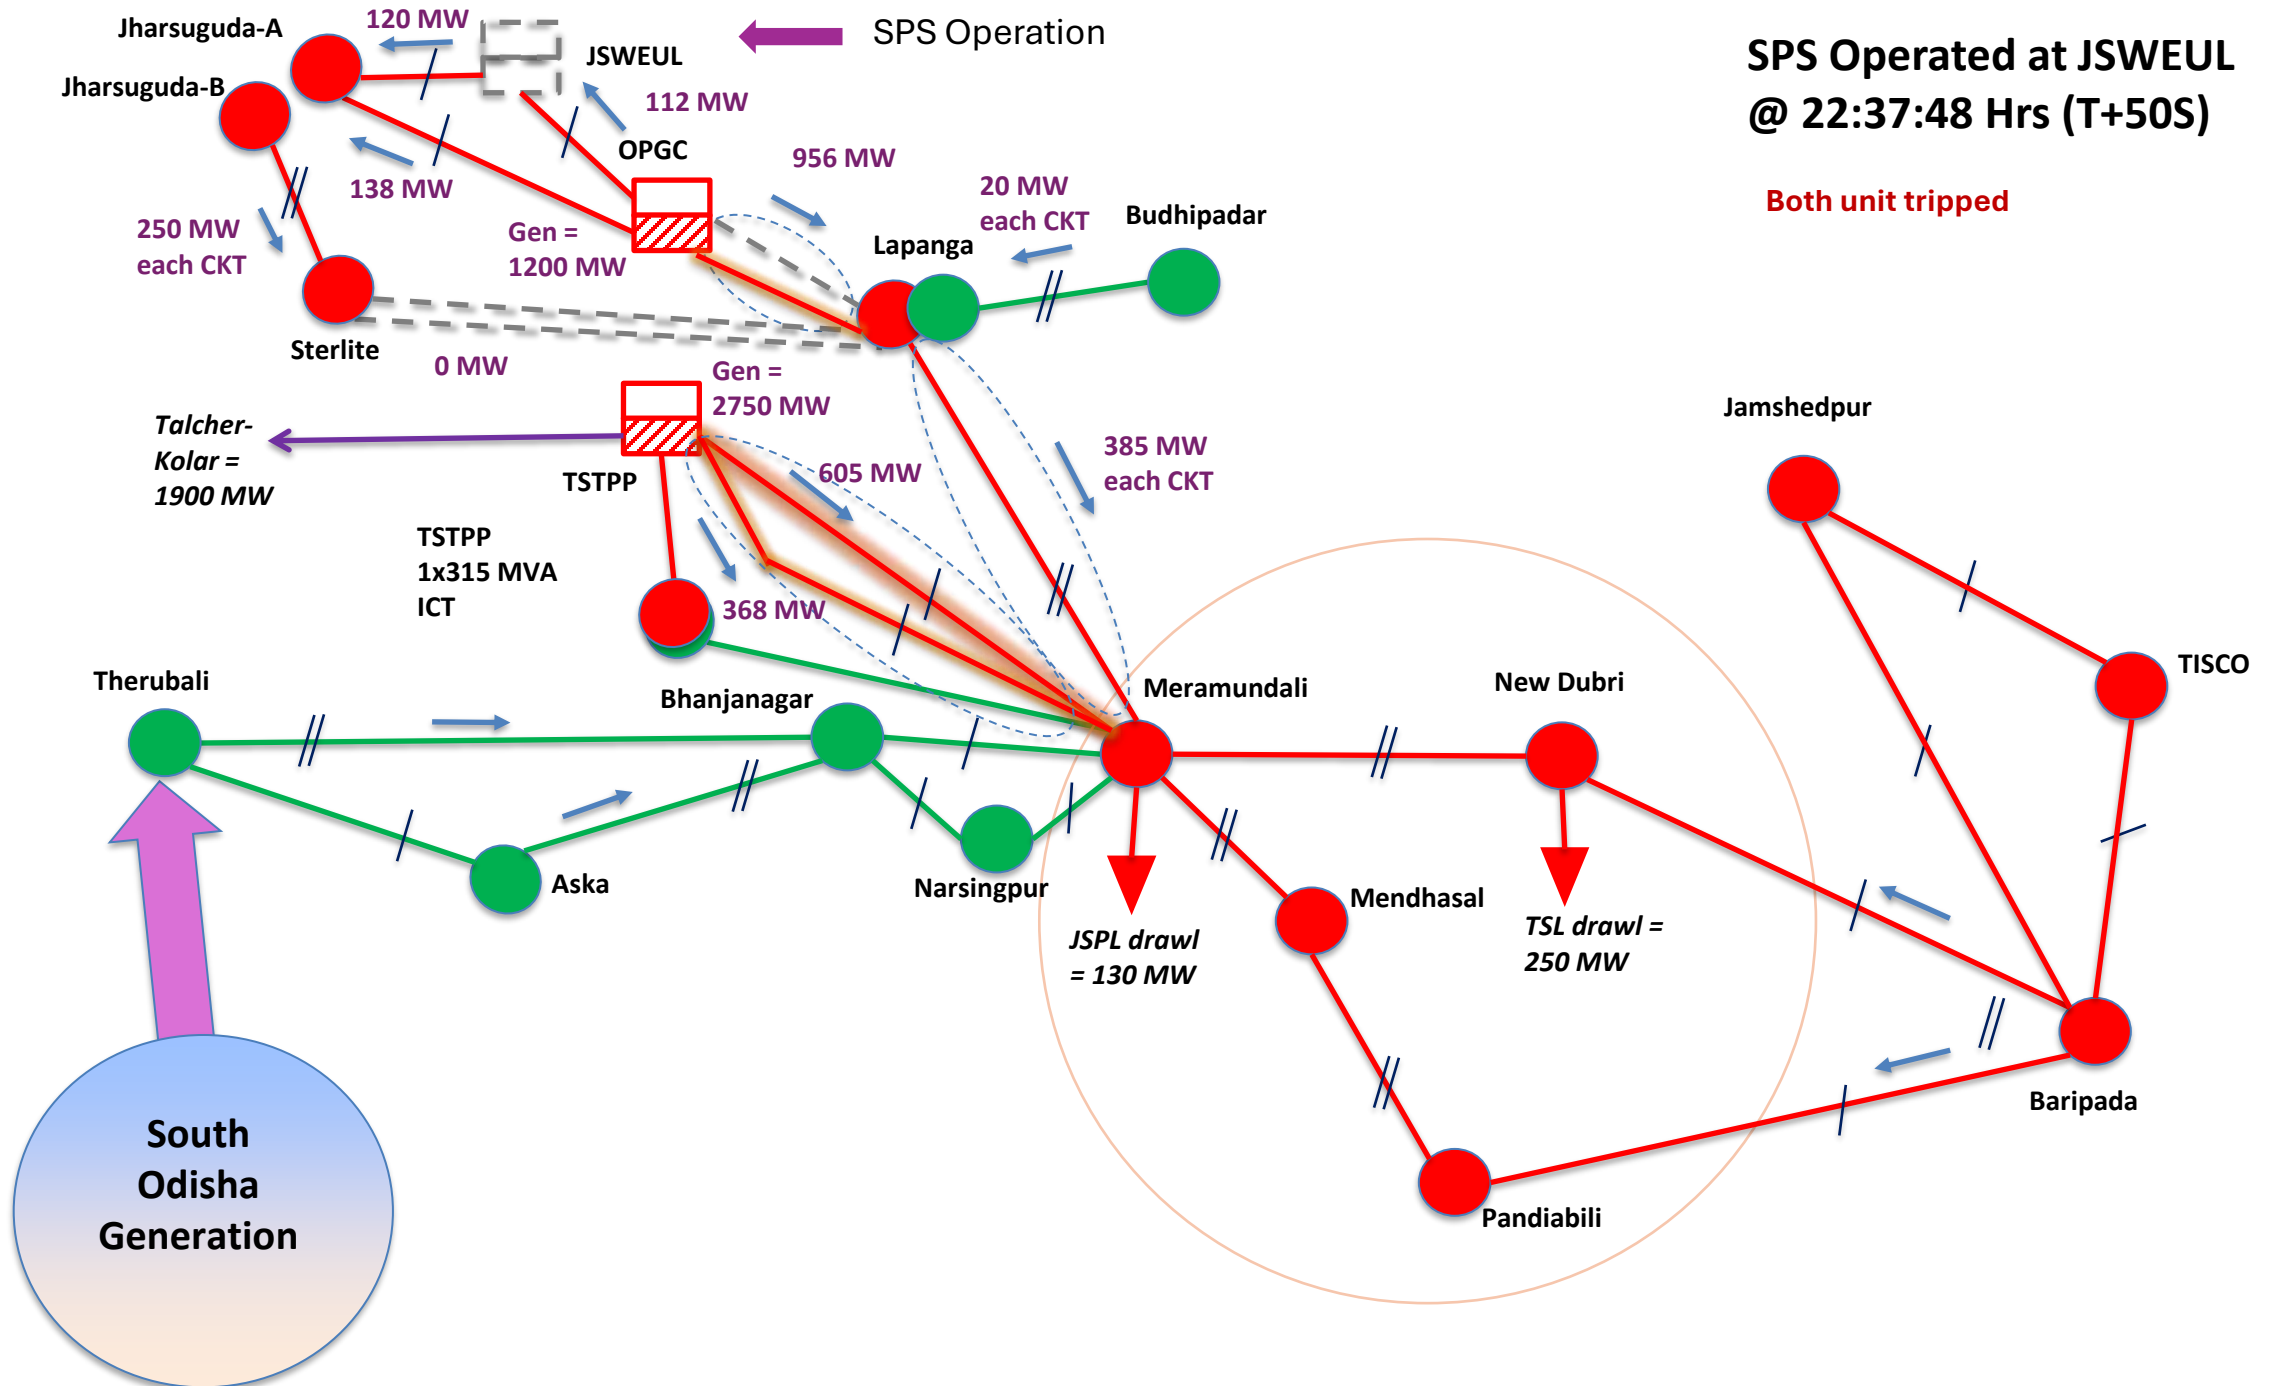 120 MW
Jharsuguda-A
SPS Operation
JSWEUL
SPS Operated at JSWEUL
@ 22:37:48 Hrs (T+50S)
Jharsuguda-B
112 MW
OPGC
956 MW
138 MW
20 MW
each CKT
Both unit tripped
Budhipadar
250 MW
each CKT
Gen =
1200 MW
Lapanga
Sterlite
0 MW
Gen =
2750 MW
Talcher-
Kolar =
1900 MW
TSTPP
605 MW
385 MW
each CKT
Jamshedpur
TSTPP
1x315 MVA
ICT
368 MW
Therubali
Bhanjanagar
Meramundali
New Dubri
TISCO
Aska
Narsingpur
Mendhasal
JSPL drawl
= 130 MW
TSL drawl =
250 MW
Baripada
South
Odisha
Generation
Pandiabili